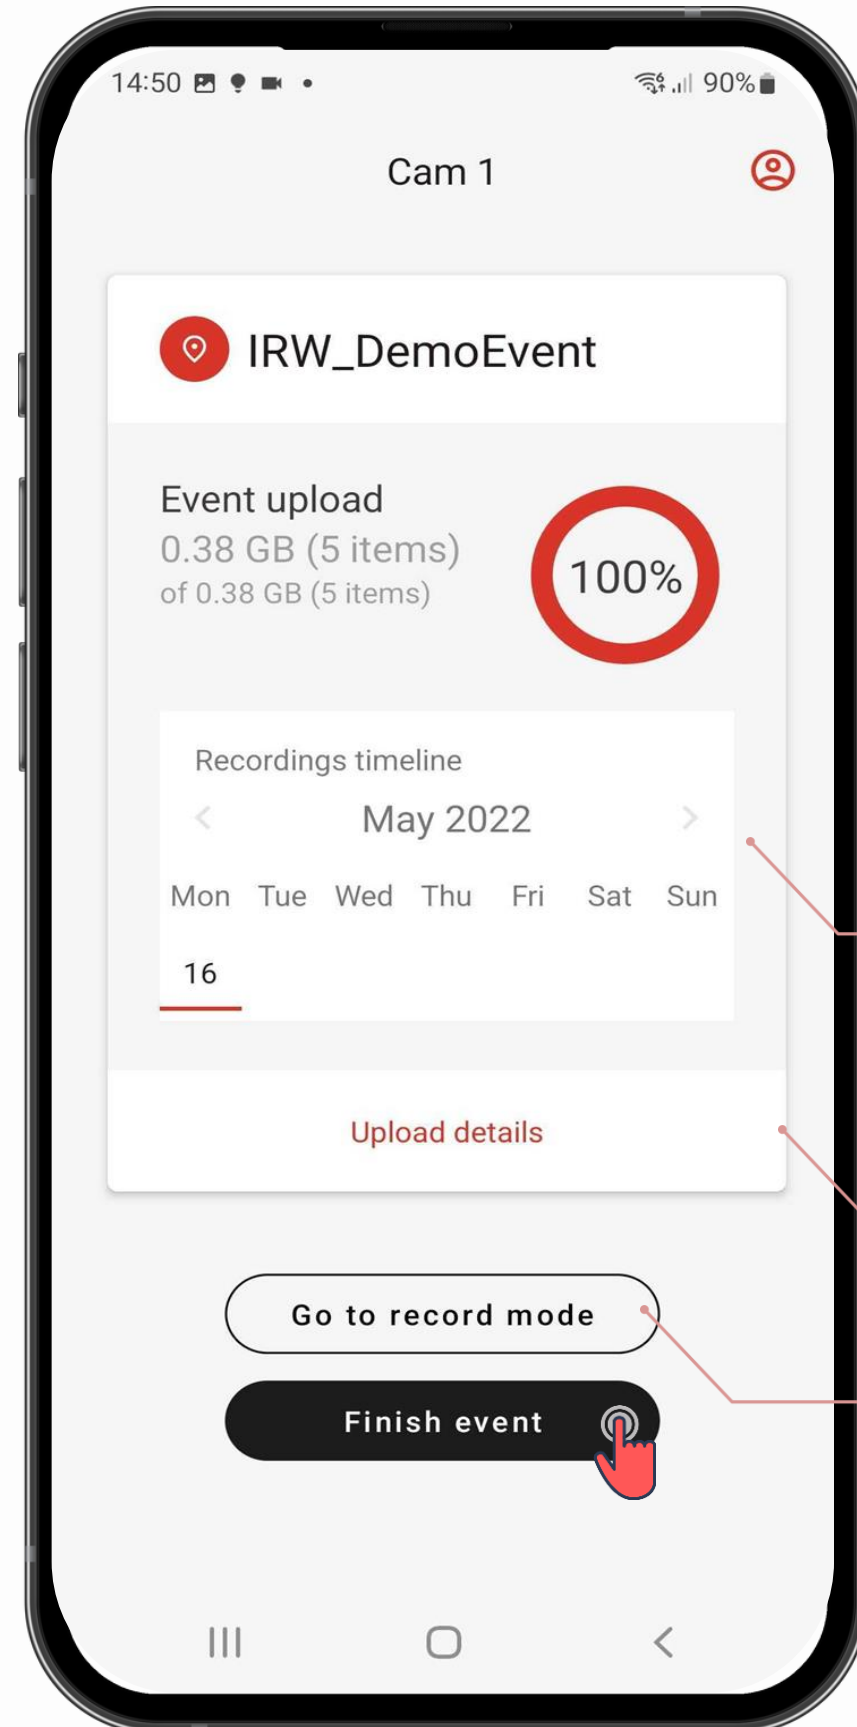 14:50 90%
Cam 1
IRW_DemoEvent
Event upload
0.38 GB (5 items)
of 0.38 GB (5 items)
100%
Recordings timeline
May 2022
Mon Tue Wed Thu Fri Sat Sun
16
Upload details
Go to record mode
Finish event